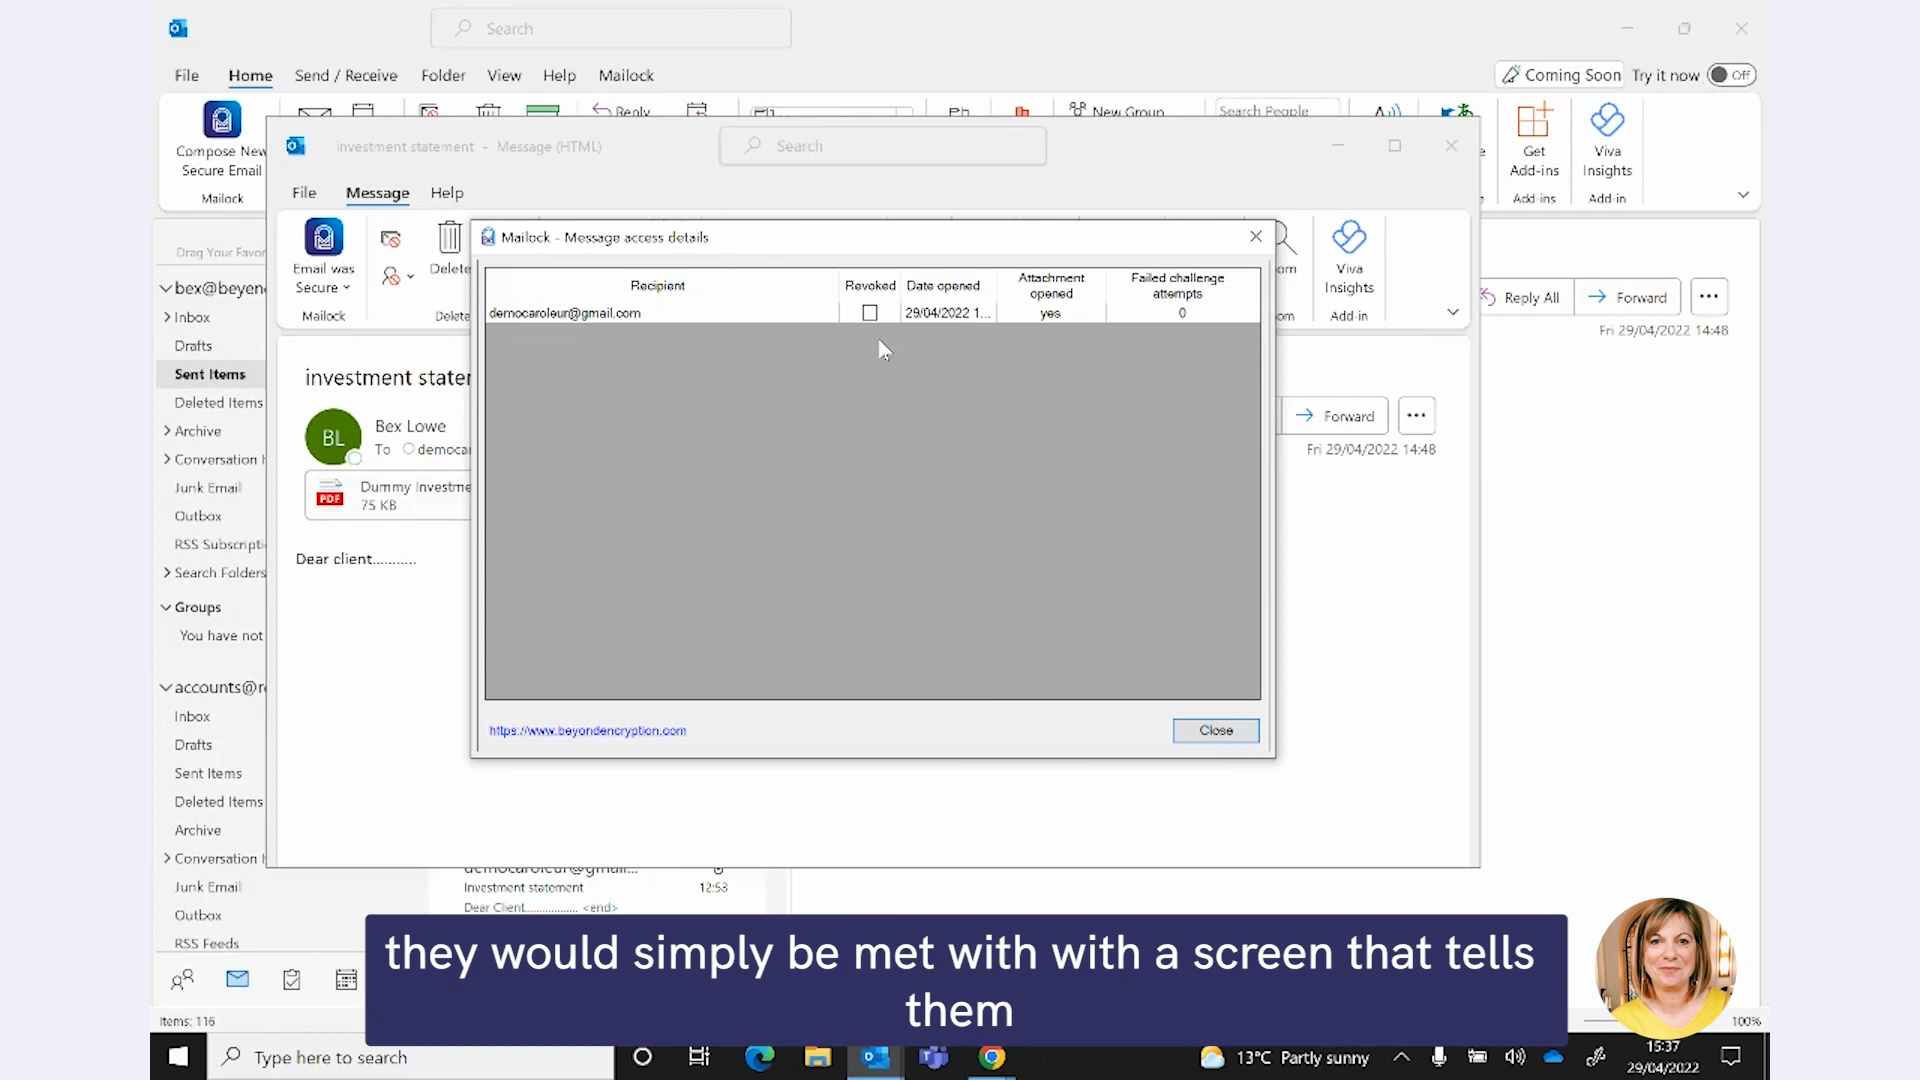 Search
File Home Send / Receive Folder View Help Mailock
Coming Soon Try it now Off
Reply
New Group
Search People
Compose New
Secure Email
Mailock
Get
Add-ins
Add-ins
Viva
Insights
Add-in
investment statement - Message (HTML)
Search
File Message Help
Email was
Secure
Mailock
Delete
Delete
Viva
Insights
Add-in
Mailock - Message access details
Recipient Revoked Date opened Attachment opened Failed challenge attempts
democaroleur@gmail.com 29/04/2022 1... yes 0
https://www.beyondencryption.com
Close
Reply All Forward
Fri 29/04/2022 14:48
investment stater
BL
Bex Lowe
To democar
PDF
Dummy Investme
75 KB
Forward
Fri 29/04/2022 14:48
Dear client...........
Drag Your Favor
bex@beyen
Inbox
Drafts
Sent Items
Deleted Items
Archive
Conversation H
Junk Email
Outbox
RSS Subscripti
Search Folders
Groups
You have not
accounts@r
Inbox
Drafts
Sent Items
Deleted Items
Archive
Conversation H
Junk Email
Outbox
RSS Feeds
democaroleur@gmail...
Investment statement 12:53
Dear Client................. <end>
they would simply be met with with a screen that tells
them
Items: 116
100%
Type here to search
13°C Partly sunny
15:37
29/04/2022